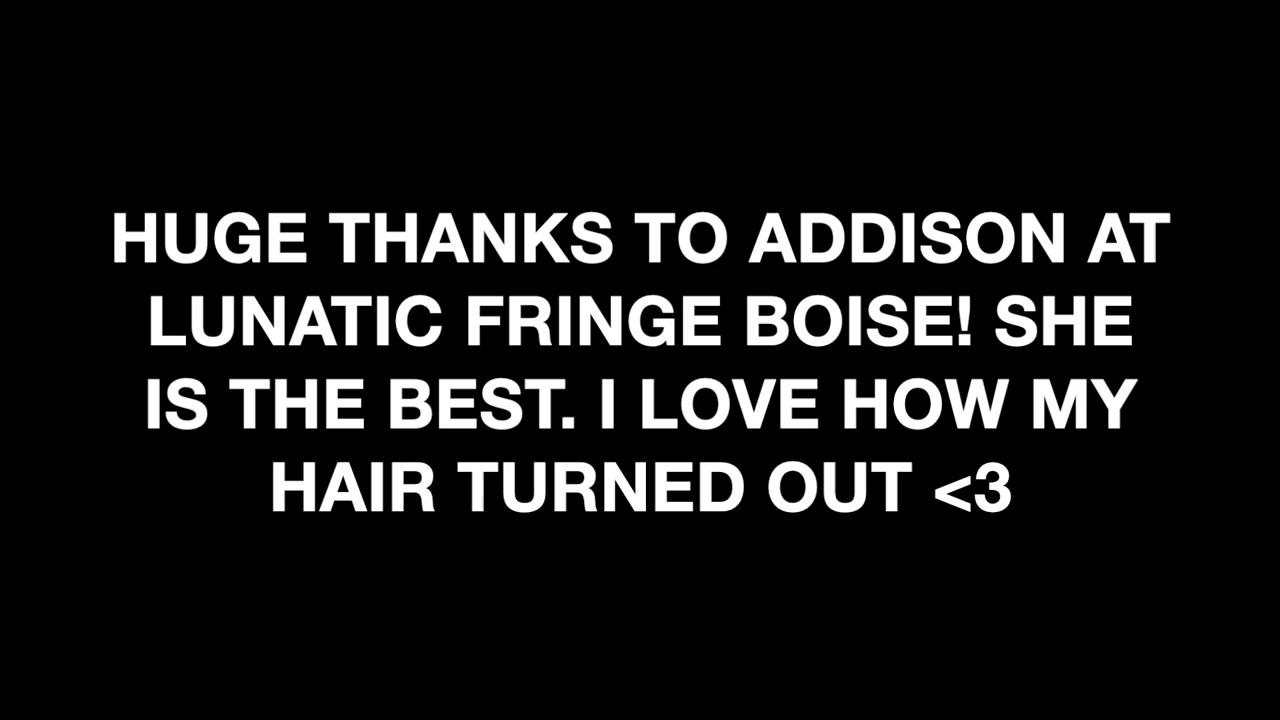 HUGE THANKS TO ADDISON AT
LUNATIC FRINGE BOISE! SHE
IS THE BEST. I LOVE HOW MY
HAIR TURNED OUT <3